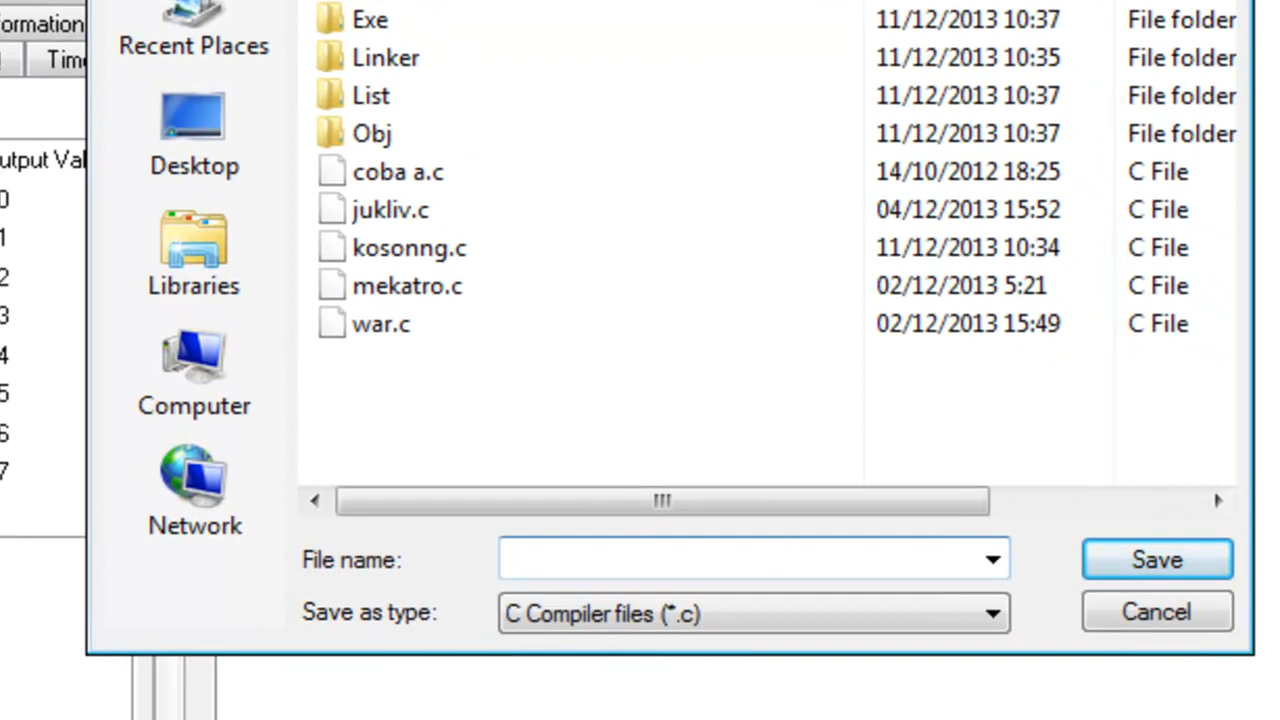 ormation
Recent Places
Time
Exe 11/12/2013 10:37 File folder
Linker 11/12/2013 10:35 File folder
List 11/12/2013 10:37 File folder
Obj 11/12/2013 10:37 File folder
coba a.c 14/10/2012 18:25 C File
jukliv.c 04/12/2013 15:52 C File
kosonng.c 11/12/2013 10:34 C File
mekatro.c 02/12/2013 5:21 C File
war.c 02/12/2013 15:49 C File
Desktop
Libraries
Computer
Network
utput Val
0
1
2
3
4
5
6
7
File name:
Save
Save as type: C Compiler files (*.c)
Cancel